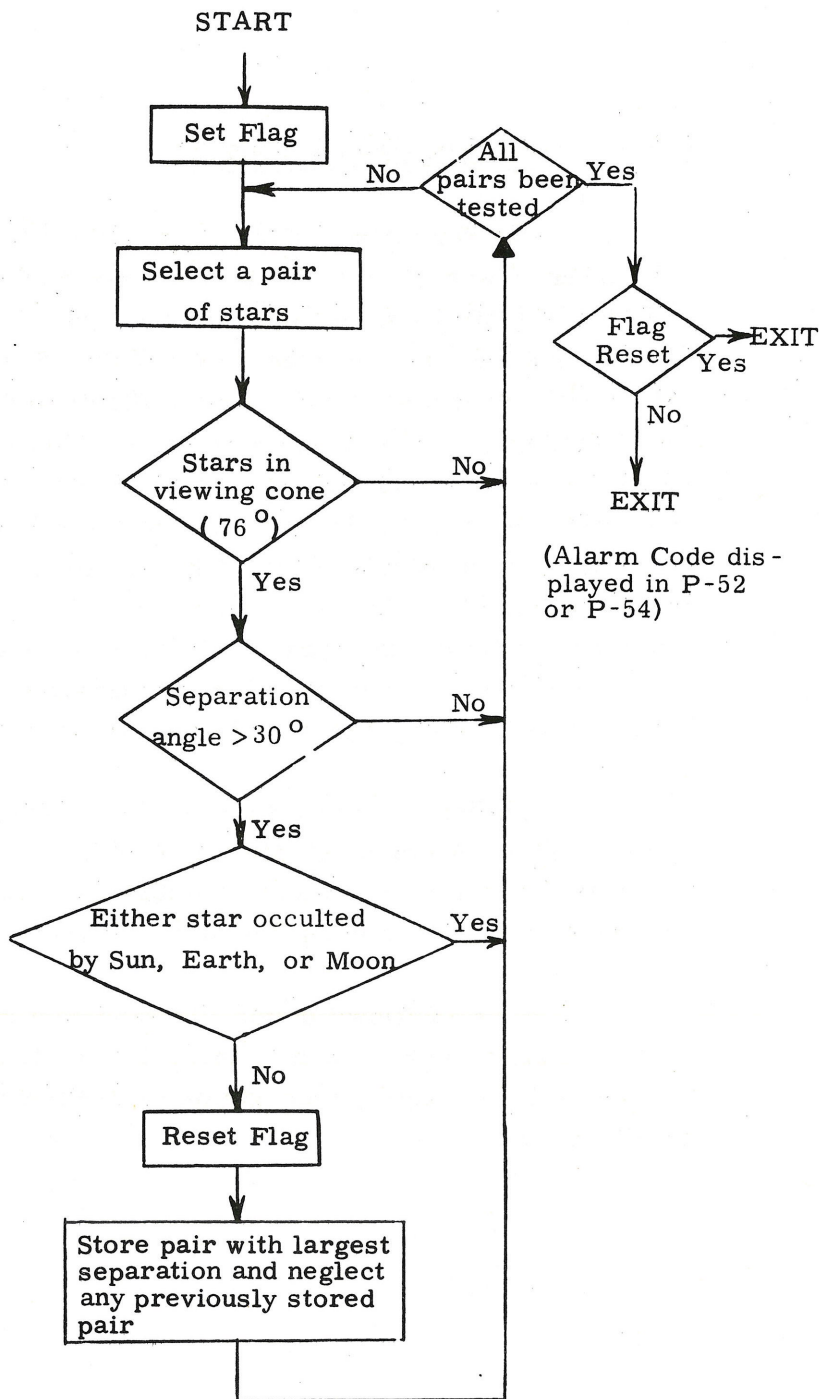 START
Set Flag
No
All
pairs been
tested
Yes
Select a pair
of stars
Flag
Reset
EXIT
Yes
No
EXIT
(Alarm Code dis-
played in P-52
or P-54)
Stars in
viewing cone
(76°)
No
Yes
Separation
angle > 30°
No
Yes
Either star occulted
by Sun, Earth, or Moon
Yes
No
Reset Flag
Store pair with largest
separation and neglect
any previously stored
pair